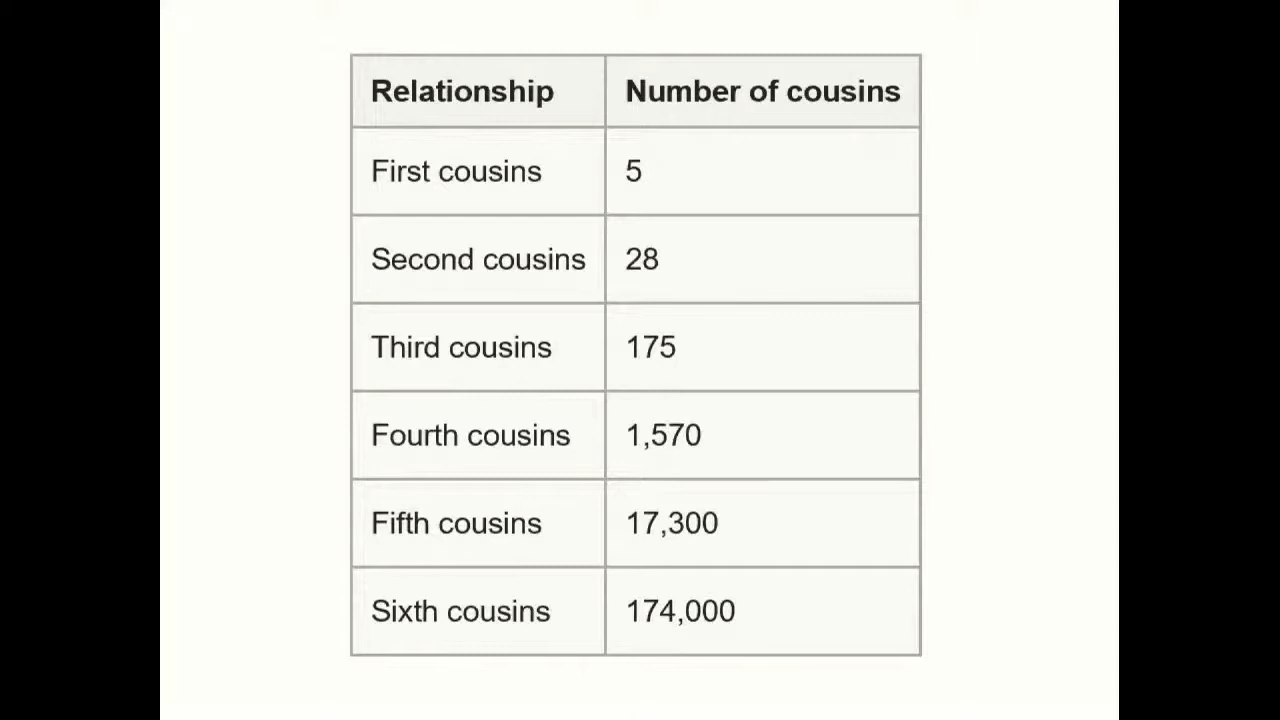 Relationship Number of cousins
First cousins 5
Second cousins 28
Third cousins 175
Fourth cousins 1,570
Fifth cousins 17,300
Sixth cousins 174,000